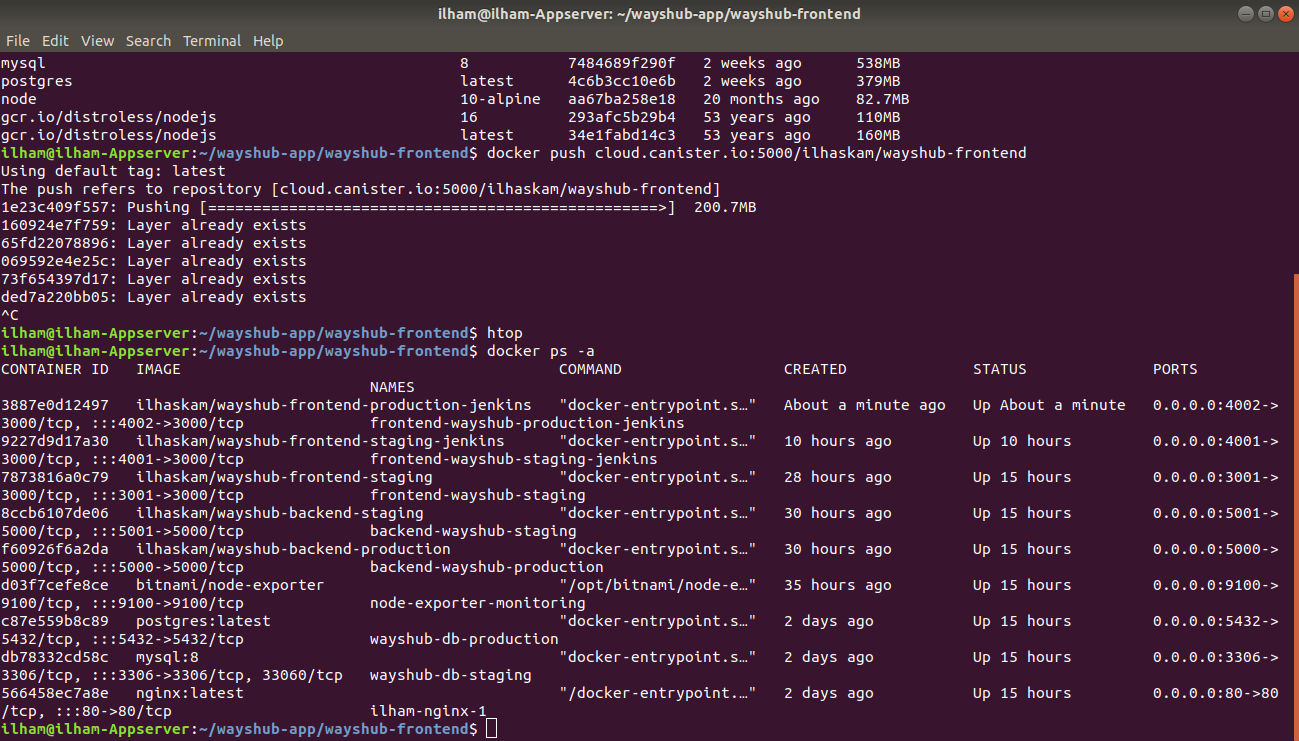 ilham@ilham-Appserver: ~/wayshub-app/wayshub-frontend
File Edit View Search Terminal Help
mysql 8 7484689f290f 2 weeks ago 538MB
postgres latest 4c6b3cc10e6b 2 weeks ago 379MB
node 10-alpine aa67ba258e18 20 months ago 82.7MB
gcr.io/distroless/nodejs 16 293afc5b29b4 53 years ago 110MB
gcr.io/distroless/nodejs latest 34e1fabd14c3 53 years ago 160MB
ilham@ilham-Appserver:~/wayshub-app/wayshub-frontend$ docker push cloud.canister.io:5000/ilhaskam/wayshub-frontend
Using default tag: latest
The push refers to repository [cloud.canister.io:5000/ilhaskam/wayshub-frontend]
1e23c409f557: Pushing [==================================================>] 200.7MB
160924e7f759: Layer already exists
65fd22078896: Layer already exists
069592e4e25c: Layer already exists
73f654397d17: Layer already exists
ded7a220bb05: Layer already exists
^C
ilham@ilham-Appserver:~/wayshub-app/wayshub-frontend$ htop
ilham@ilham-Appserver:~/wayshub-app/wayshub-frontend$ docker ps -a
CONTAINER ID IMAGE COMMAND CREATED STATUS PORTS
NAMES
3887e0d12497 ilhaskam/wayshub-frontend-production-jenkins "docker-entrypoint.s…" About a minute ago Up About a minute 0.0.0.0:4002->
3000/tcp, :::4002->3000/tcp frontend-wayshub-production-jenkins
9227d9d17a30 ilhaskam/wayshub-frontend-staging-jenkins "docker-entrypoint.s…" 10 hours ago Up 10 hours 0.0.0.0:4001->
3000/tcp, :::4001->3000/tcp frontend-wayshub-staging-jenkins
7873816a0c79 ilhaskam/wayshub-frontend-staging "docker-entrypoint.s…" 28 hours ago Up 15 hours 0.0.0.0:3001->
3000/tcp, :::3001->3000/tcp frontend-wayshub-staging
8ccb6107de06 ilhaskam/wayshub-backend-staging "docker-entrypoint.s…" 30 hours ago Up 15 hours 0.0.0.0:5001->
5000/tcp, :::5001->5000/tcp backend-wayshub-staging
f60926f6a2da ilhaskam/wayshub-backend-production "docker-entrypoint.s…" 30 hours ago Up 15 hours 0.0.0.0:5000->
5000/tcp, :::5000->5000/tcp backend-wayshub-production
d03f7cefe8ce bitnami/node-exporter "/opt/bitnami/node-e…" 35 hours ago Up 15 hours 0.0.0.0:9100->
9100/tcp, :::9100->9100/tcp node-exporter-monitoring
c87e559b8c89 postgres:latest "docker-entrypoint.s…" 2 days ago Up 15 hours 0.0.0.0:5432->
5432/tcp, :::5432->5432/tcp wayshub-db-production
db78332cd58c mysql:8 "docker-entrypoint.s…" 2 days ago Up 15 hours 0.0.0.0:3306->
3306/tcp, :::3306->3306/tcp, 33060/tcp wayshub-db-staging
566458ec7a8e nginx:latest "/docker-entrypoint.…" 2 days ago Up 15 hours 0.0.0.0:80->80
/tcp, :::80->80/tcp ilham-nginx-1
ilham@ilham-Appserver:~/wayshub-app/wayshub-frontend$